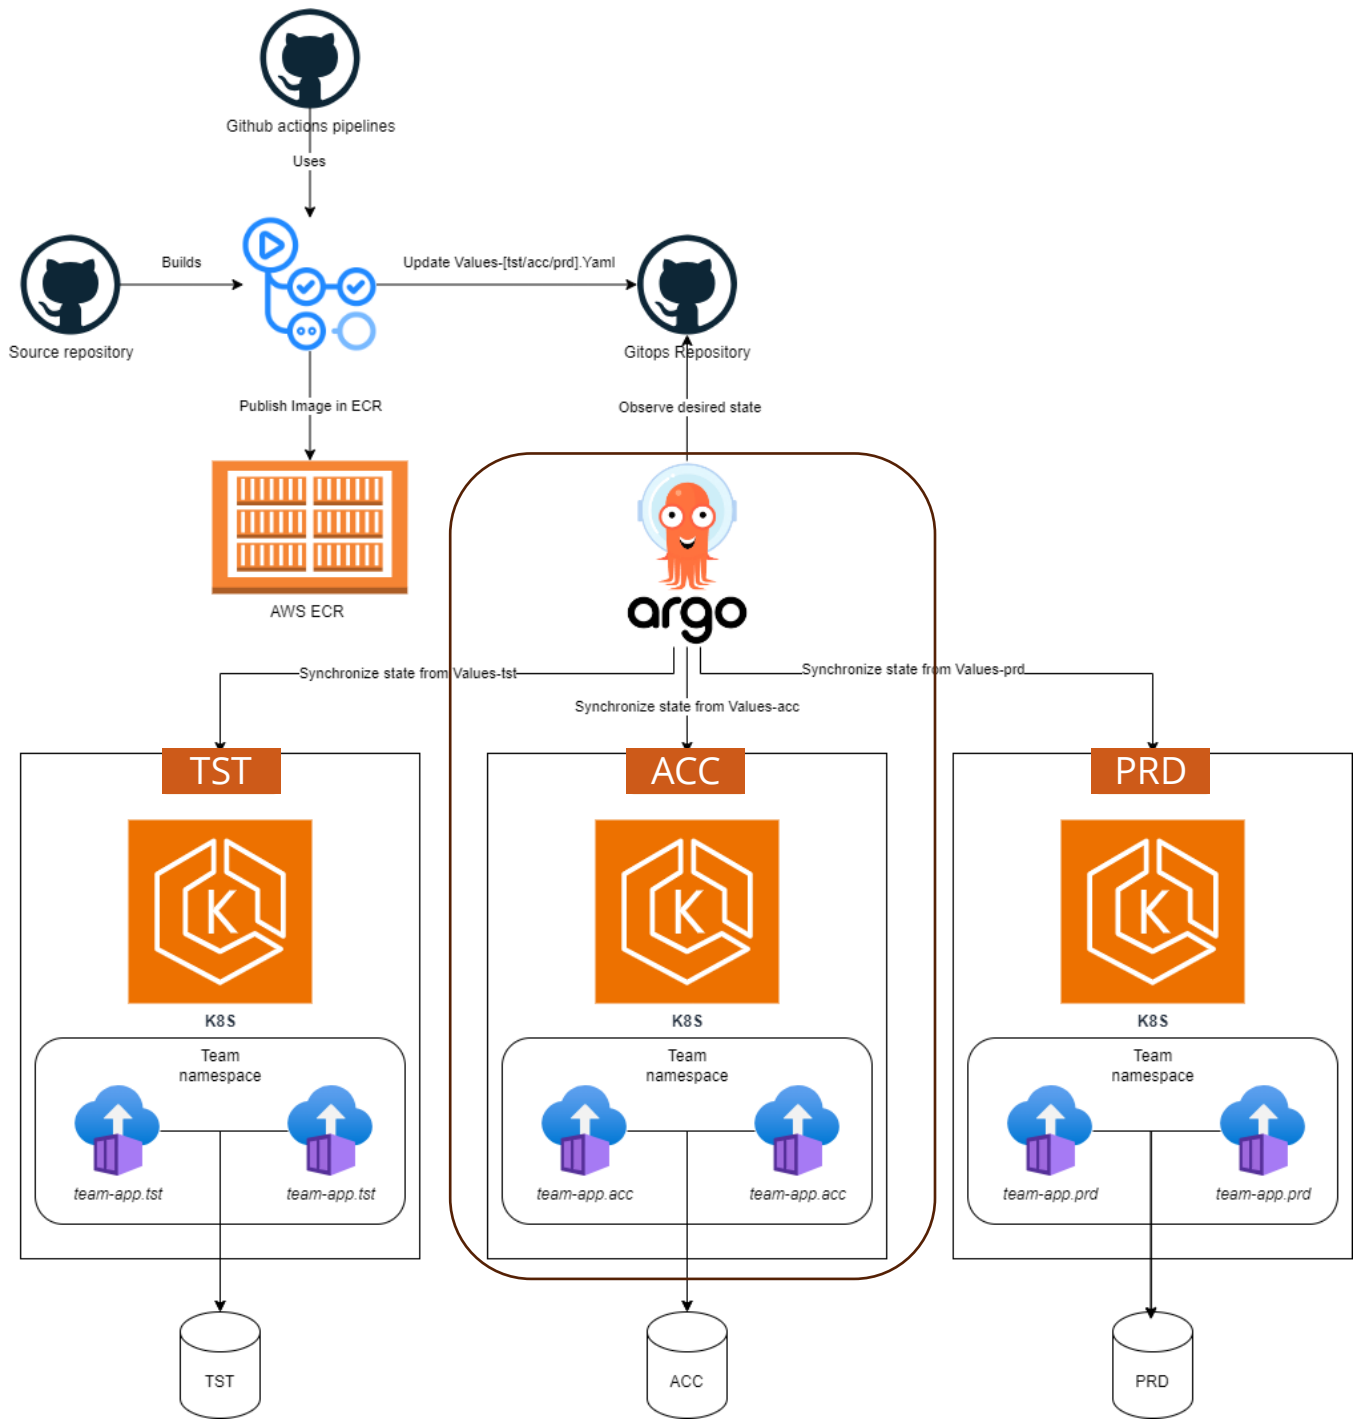 Github actions pipelines
Uses
Builds
Update Values-[tst/acc/prd].Yaml
Source repository
Gitops Repository
Publish Image in ECR
Observe desired state
AWS ECR
argo
Synchronize state from Values-tst
Synchronize state from Values-prd
Synchronize state from Values-acc
TST
ACC
PRD
K
K
K
K8S
K8S
K8S
Team
namespace
Team
namespace
Team
namespace
team-app.tst
team-app.tst
team-app.acc
team-app.acc
team-app.prd
team-app.prd
TST
ACC
PRD